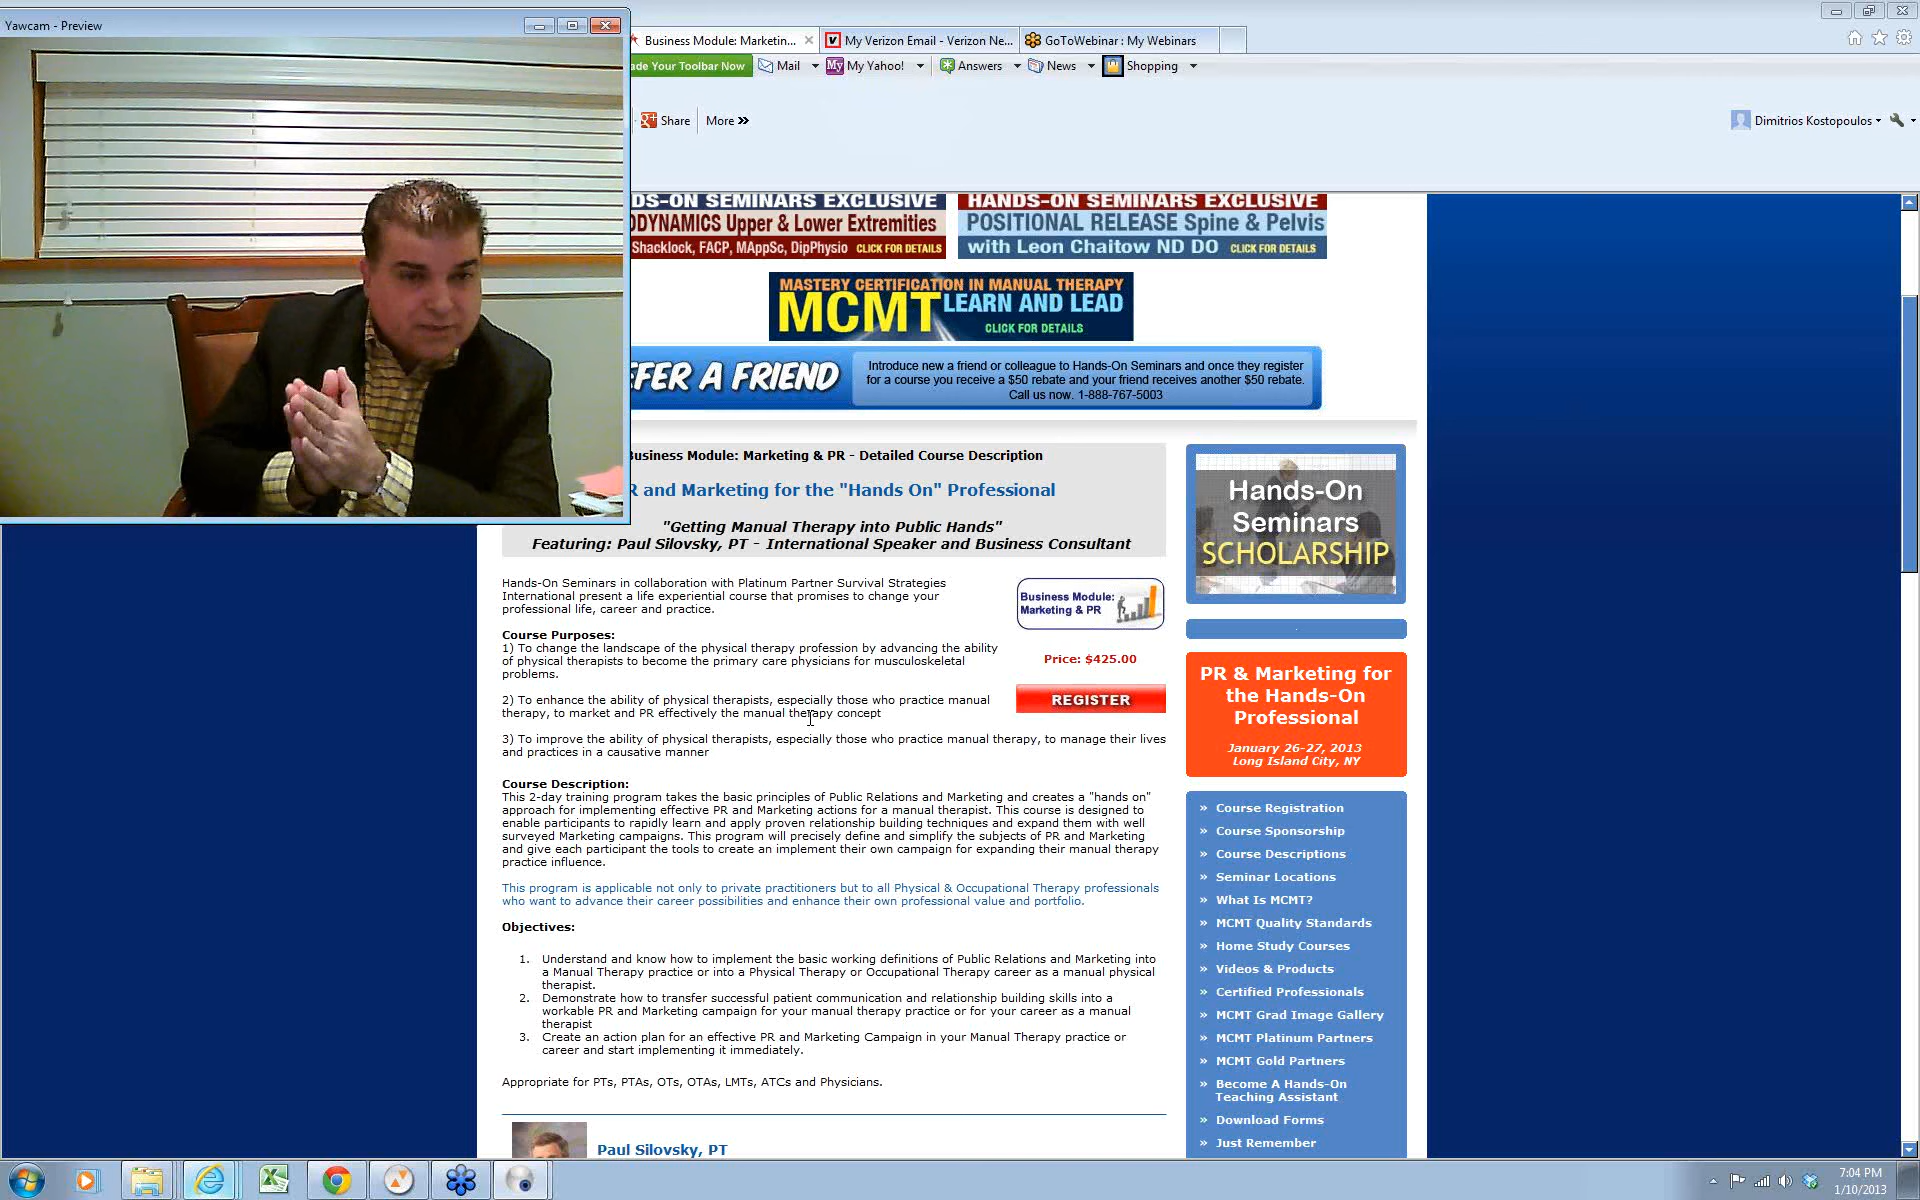 Yawcam - Preview
Business Module: Marketin...
My Verizon Email - Verizon Ne...
GoToWebinar : My Webinars
ade Your Toolbar Now
Mail
My Yahoo!
Answers
News
Shopping
Share
More »
Dimitrios Kostopoulos
DS-ON SEMINARS EXCLUSIVE
ODYNAMICS Upper & Lower Extremities
Shacklock, FACP, MAppSc, DipPhysio CLICK FOR DETAILS
HANDS-ON SEMINARS EXCLUSIVE
POSITIONAL RELEASE Spine & Pelvis
with Leon Chaitow ND DO CLICK FOR DETAILS
MASTERY CERTIFICATION IN MANUAL THERAPY
MCMT LEARN AND LEAD
CLICK FOR DETAILS
FER A FRIEND
Introduce new a friend or colleague to Hands-On Seminars and once they register
for a course you receive a $50 rebate and your friend receives another $50 rebate.
Call us now. 1-888-767-5003
Business Module: Marketing & PR - Detailed Course Description
R and Marketing for the "Hands On" Professional
"Getting Manual Therapy into Public Hands"
Featuring: Paul Silovsky, PT - International Speaker and Business Consultant
Hands-On Seminars in collaboration with Platinum Partner Survival Strategies
International present a life experiential course that promises to change your
professional life, career and practice.
Business Module:
Marketing & PR
Price: $425.00
REGISTER
Course Purposes:
1) To change the landscape of the physical therapy profession by advancing the ability
of physical therapists to become the primary care physicians for musculoskeletal
problems.
2) To enhance the ability of physical therapists, especially those who practice manual
therapy, to market and PR effectively the manual therapy concept
3) To improve the ability of physical therapists, especially those who practice manual therapy, to manage their lives
and practices in a causative manner
Course Description:
This 2-day training program takes the basic principles of Public Relations and Marketing and creates a "hands on"
approach for implementing effective PR and Marketing actions for a manual therapist. This course is designed to
enable participants to rapidly learn and apply proven relationship building techniques and expand them with well
surveyed Marketing campaigns. This program will precisely define and simplify the subjects of PR and Marketing
and give each participant the tools to create an implement their own campaign for expanding their manual therapy
practice influence.
This program is applicable not only to private practitioners but to all Physical & Occupational Therapy professionals
who want to advance their career possibilities and enhance their own professional value and portfolio.
Objectives:
1. Understand and know how to implement the basic working definitions of Public Relations and Marketing into
a Manual Therapy practice or into a Physical Therapy or Occupational Therapy career as a manual physical
therapist.
2. Demonstrate how to transfer successful patient communication and relationship building skills into a
workable PR and Marketing campaign for your manual therapy practice or for your career as a manual
therapist
3. Create an action plan for an effective PR and Marketing Campaign in your Manual Therapy practice or
career and start implementing it immediately.
Appropriate for PTs, PTAs, OTs, OTAs, LMTs, ATCs and Physicians.
Paul Silovsky, PT
Hands-On
Seminars
SCHOLARSHIP
PR & Marketing for
the Hands-On
Professional
January 26-27, 2013
Long Island City, NY
» Course Registration
» Course Sponsorship
» Course Descriptions
» Seminar Locations
» What Is MCMT?
» MCMT Quality Standards
» Home Study Courses
» Videos & Products
» Certified Professionals
» MCMT Grad Image Gallery
» MCMT Platinum Partners
» MCMT Gold Partners
» Become A Hands-On
Teaching Assistant
» Download Forms
» Just Remember
7:04 PM
1/10/2013